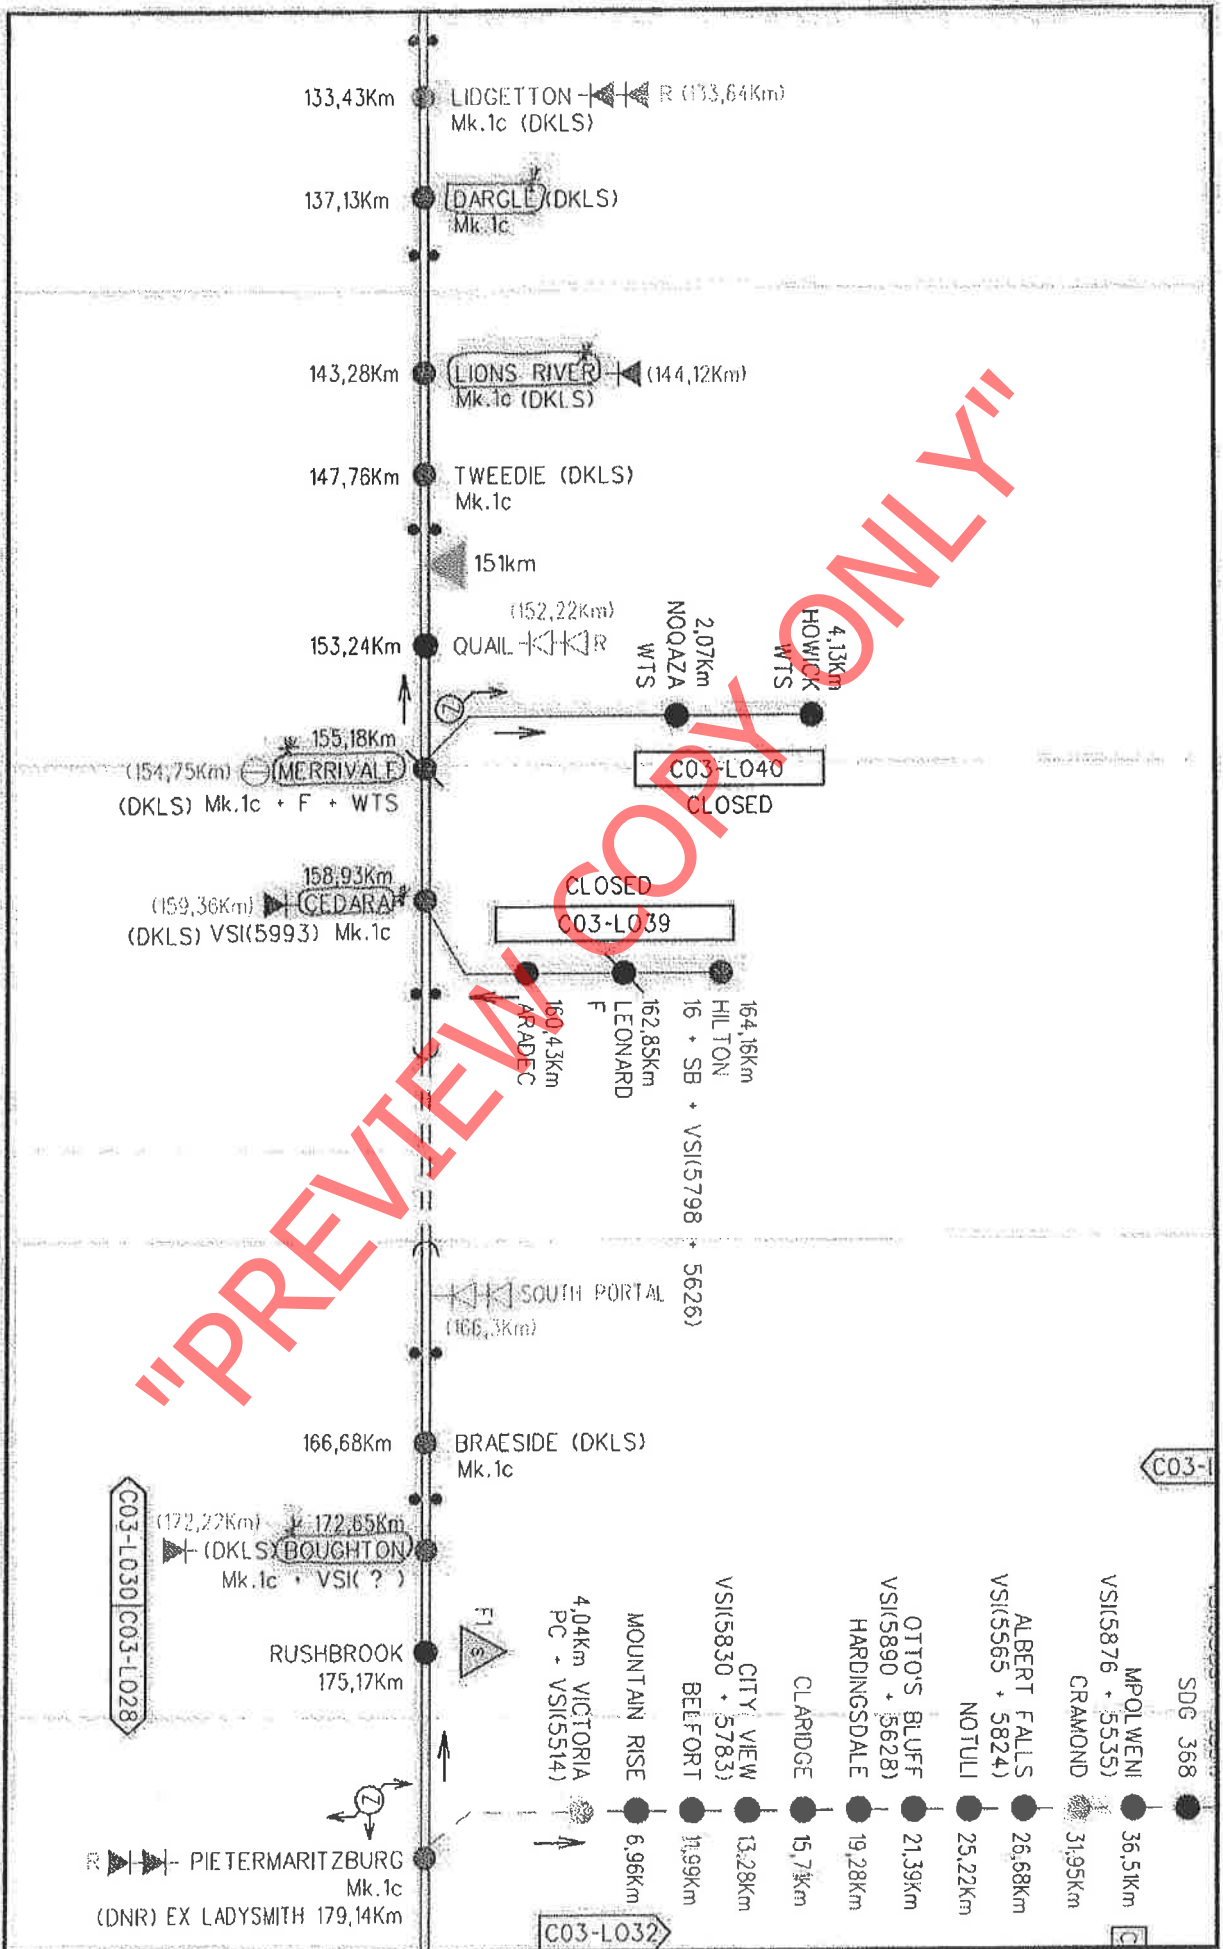 133,43Km LIDGETTON R (133,64Km)
Mk.1c (DKLS)
137,13Km DARGLE (DKLS)
Mk.1c
143,28Km LIONS RIVER (144,12Km)
Mk.1c (DKLS)
147,76Km TWEEDIE (DKLS)
Mk.1c
151km
(152,22Km)
153,24Km QUAIL R
2,07Km
NOQAZA
WTS
4,13Km
HOWICK
WTS
Z
155,18Km
(154,75Km) MERRIVALE
(DKLS) Mk.1c + F + WTS
C03-L040
CLOSED
158,93Km
(159,36Km) CEDARA
(DKLS) VSI(5993) Mk.1c
CLOSED
C03-L039
160,43Km
ARADEC
162,85Km
LEONARD
F
164,16Km
HILTON
16 + SB + VSI(5798 + 5626)
SOUTH PORTAL
(166,3Km)
166,68Km BRAESIDE (DKLS)
Mk.1c
C03-L
C03-L030 C03-L028
(172,22Km) 172,65Km
(DKLS) BOUGHTON
Mk.1c + VSI( ? )
RUSHBROOK
175,17Km
F1
3
4,04Km VICTORIA
PC + VSI(5514)
MOUNTAIN RISE
6,96Km
BELFORT
11,99Km
CITY VIEW
VSI(5830 + 5783)
13,28Km
CLARIDGE
15,74Km
HARDINGSDALE
19,28Km
OTTO'S BLUFF
VSI(5890 + 5628)
21,39Km
NOTULI
25,22Km
ALBERT FALLS
VSI(5565 + 5824)
26,68Km
CRAMOND
31,95Km
MPOLWENI
VSI(5876 + 5535)
36,51Km
SDG 368
Z
R PIETERMARITZBURG
Mk.1c
(DNR) EX LADYSMITH 179,14Km
C03-L032
C
"PREVIEW COPY ONLY"